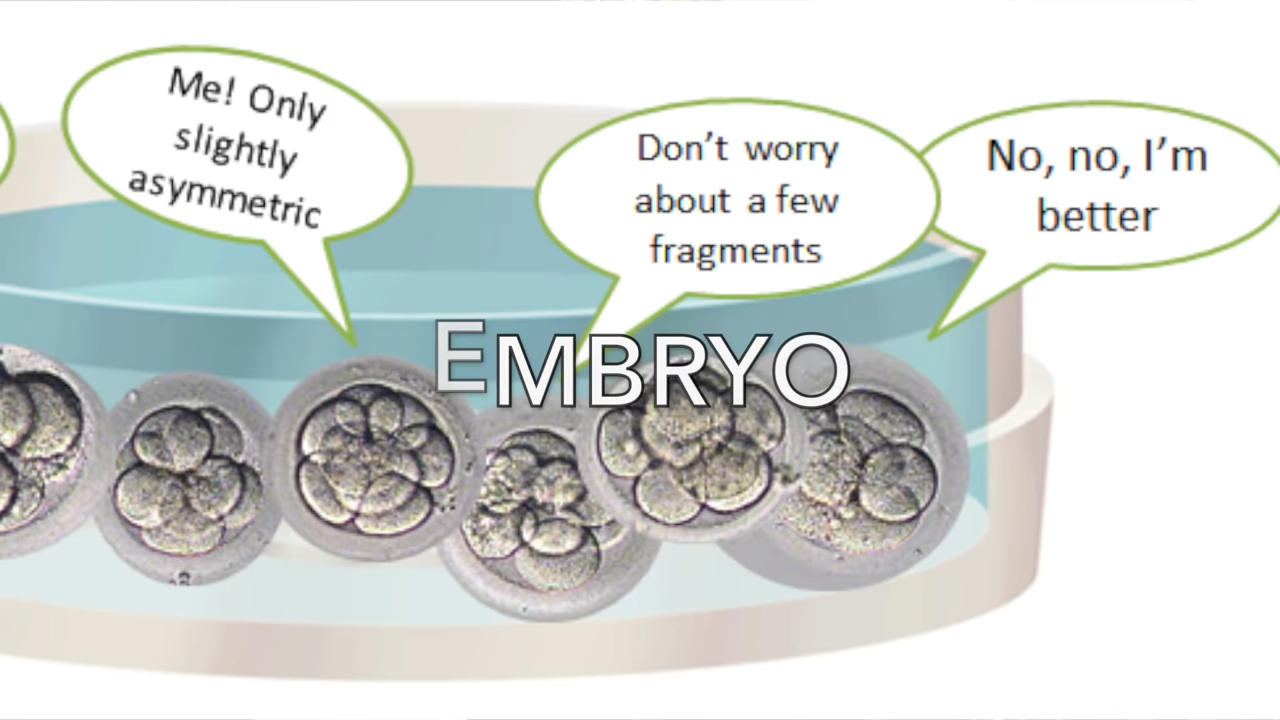 Me! Only
slightly
asymmetric
Don't worry
about a few
fragments
No, no, I'm
better
EMBRYO